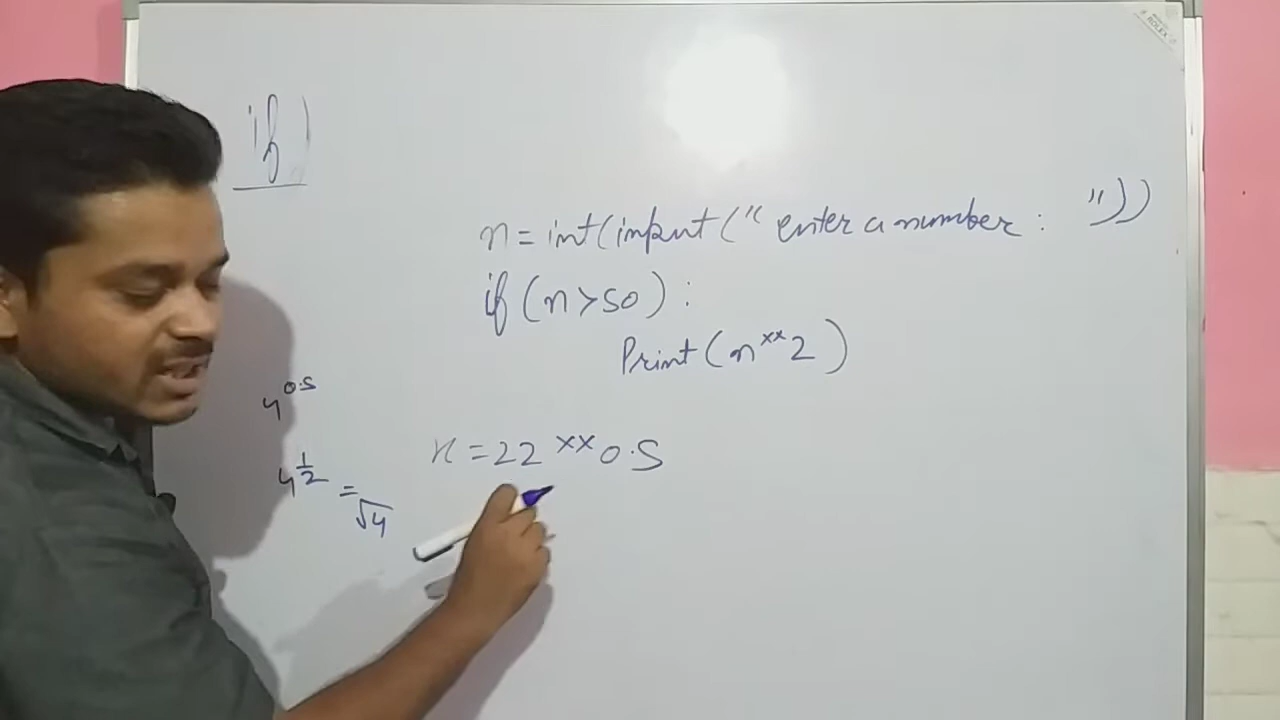 if
n = int(input(" enter a number : "))
if (n > 50) :
Print(n**2)
4^0.5
4^1/2 = √4
x = 22 ** 0.5
ROLEX